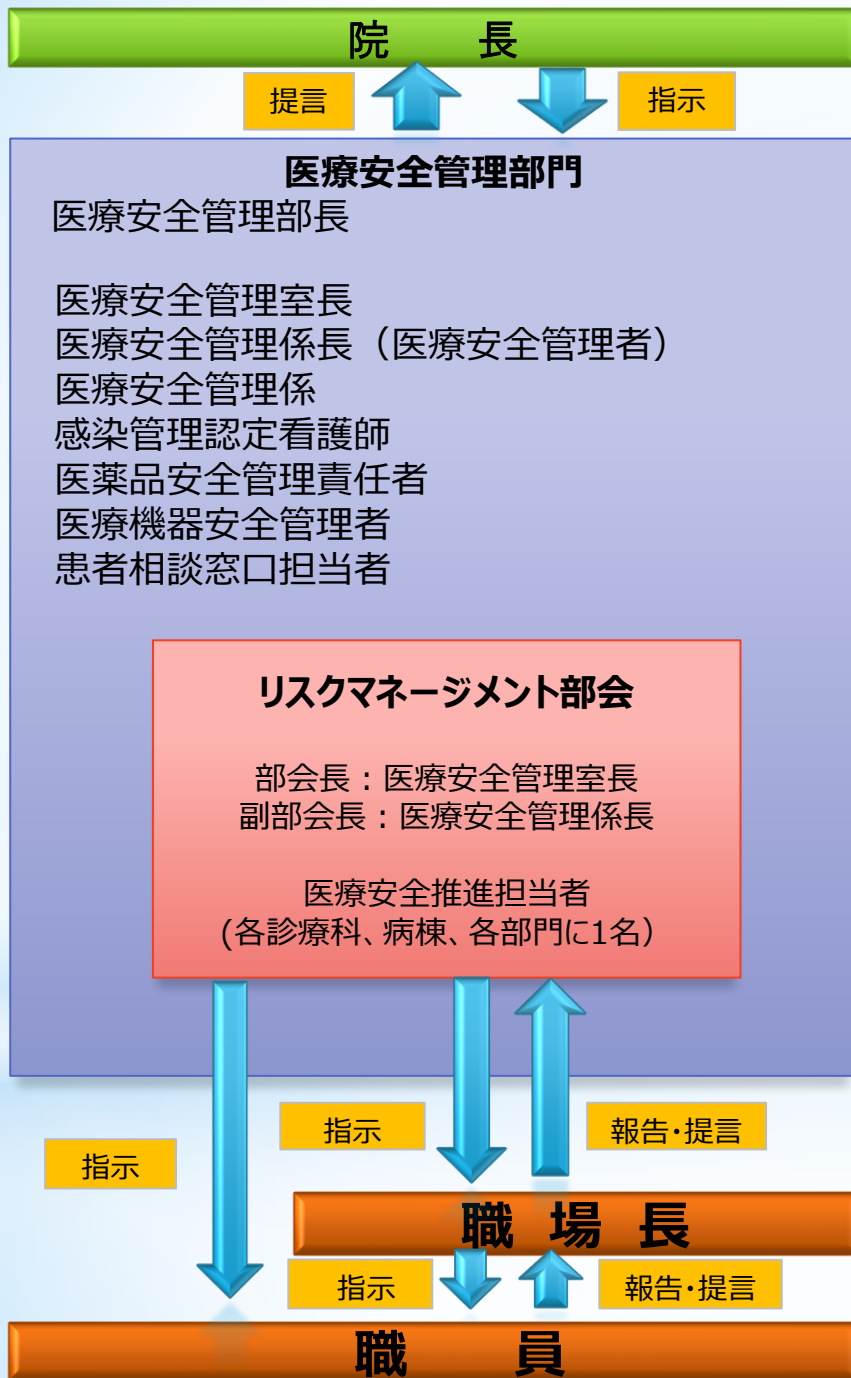 院 長
提言
指示
医療安全管理部門
医療安全管理部長
医療安全管理室長
医療安全管理係長（医療安全管理者）
医療安全管理係
感染管理認定看護師
医薬品安全管理責任者
医療機器安全管理者
患者相談窓口担当者
リスクマネージメント部会
部会長：医療安全管理室長
副部会長：医療安全管理係長
医療安全推進担当者
(各診療科、病棟、各部門に1名）
指示
指示
報告・提言
職 場 長
指示
報告・提言
職 員